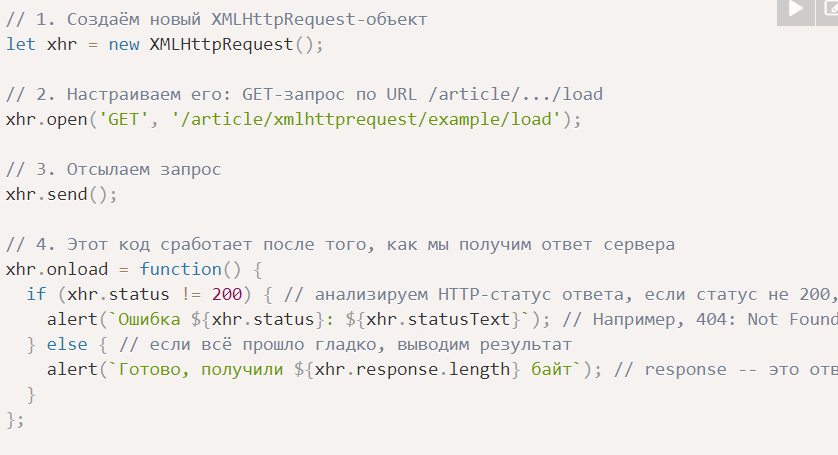 // 1. Создаём новый XMLHttpRequest-объект
let xhr = new XMLHttpRequest();
// 2. Настраиваем его: GET-запрос по URL /article/.../load
xhr.open('GET', '/article/xmlhttprequest/example/load');
// 3. Отсылаем запрос
xhr.send();
// 4. Этот код сработает после того, как мы получим ответ сервера
xhr.onload = function() {
if (xhr.status != 200) { // анализируем HTTP-статус ответа, если статус не 200,
alert(`Ошибка ${xhr.status}: ${xhr.statusText}`); // Например, 404: Not Found
} else { // если всё прошло гладко, выводим результат
alert(`Готово, получили ${xhr.response.length} байт`); // response -- это отв
}
};